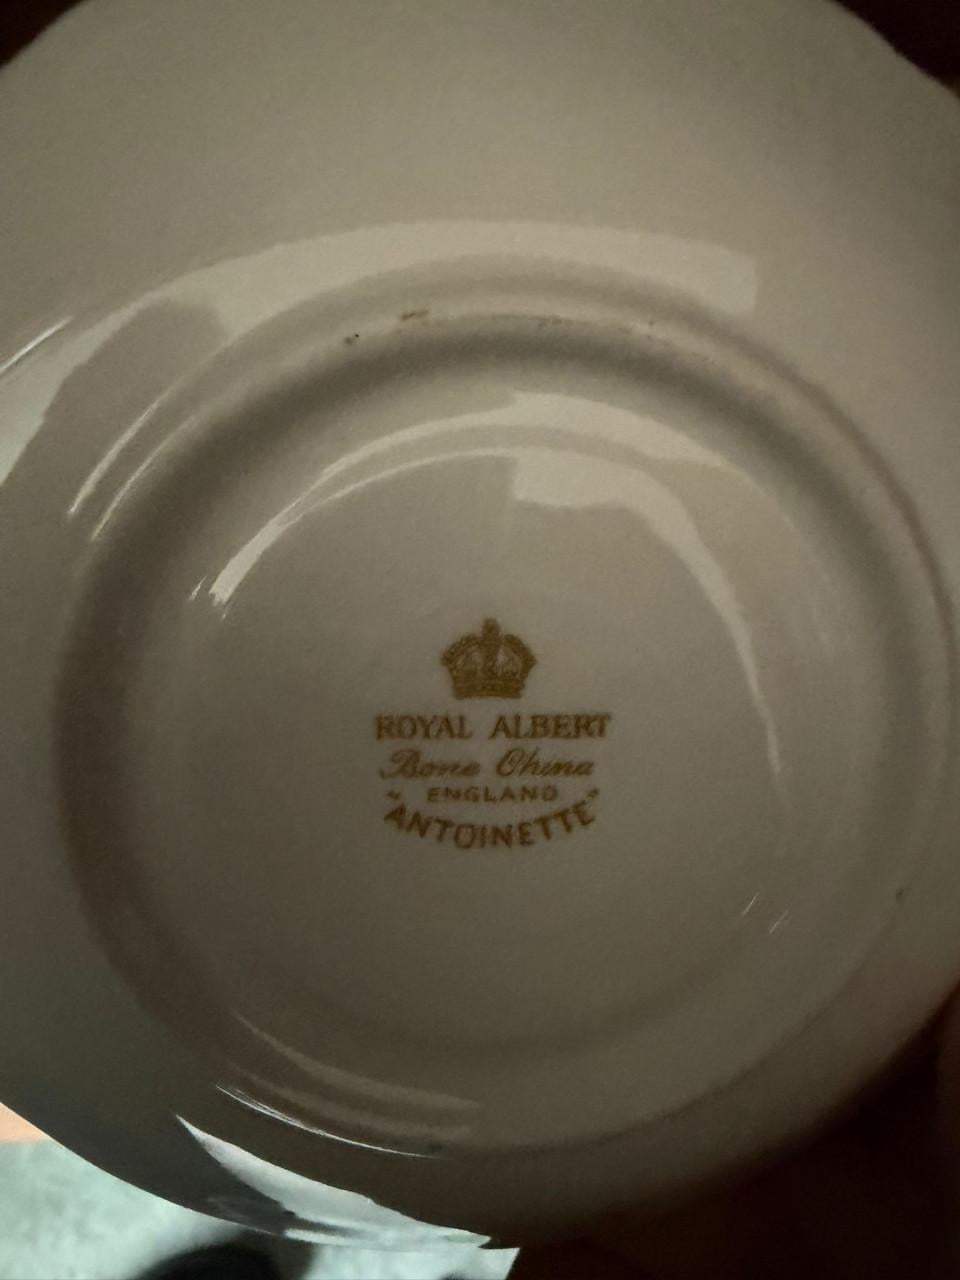 ROYAL ALBERT
Bone China
ENGLAND
"ANTOINETTE"